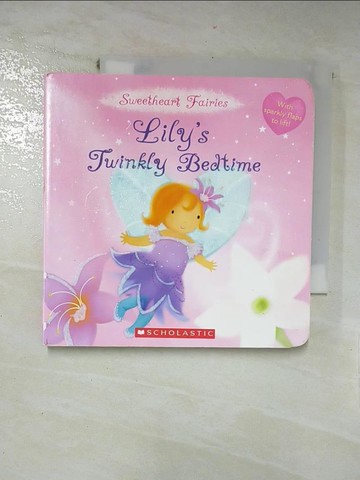 Sweetheart Fairies
With
sparkly flaps
to lift!
Lily's
Twinkly Bedtime
SCHOLASTIC